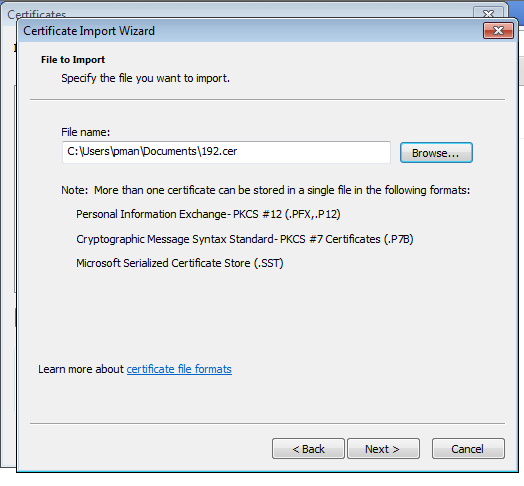 Certificates
Certificate Import Wizard
File to Import
Specify the file you want to import.
File name:
C:\Users\pman\Documents\192.cer
Browse...
Note: More than one certificate can be stored in a single file in the following formats:
Personal Information Exchange- PKCS #12 (.PFX,.P12)
Cryptographic Message Syntax Standard- PKCS #7 Certificates (.P7B)
Microsoft Serialized Certificate Store (.SST)
Learn more about certificate file formats
< Back
Next >
Cancel